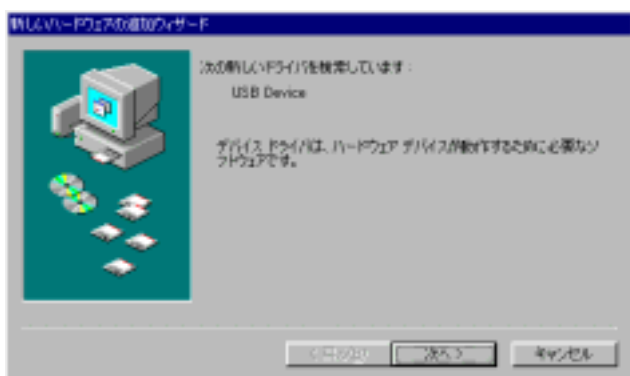 新しいハードウェアの追加ウィザード
次の新しいドライバを検索しています：
USB Device
デバイス ドライバは、ハードウェア デバイスが動作するために必要なソ
フトウェアです。
< 戻る(B)
次へ >
キャンセル